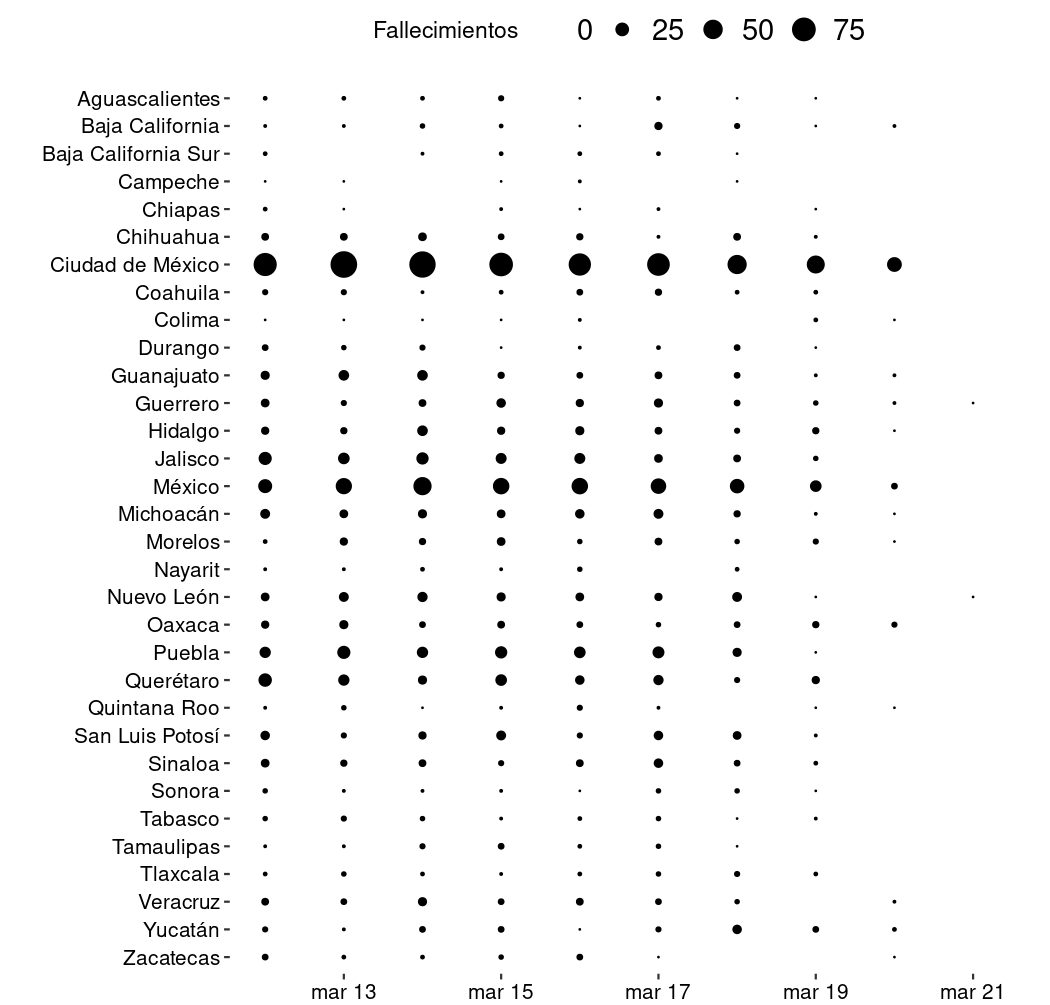 Fallecimientos 0 25 50 75
Aguascalientes
Baja California
Baja California Sur
Campeche
Chiapas
Chihuahua
Ciudad de México
Coahuila
Colima
Durango
Guanajuato
Guerrero
Hidalgo
Jalisco
México
Michoacán
Morelos
Nayarit
Nuevo León
Oaxaca
Puebla
Querétaro
Quintana Roo
San Luis Potosí
Sinaloa
Sonora
Tabasco
Tamaulipas
Tlaxcala
Veracruz
Yucatán
Zacatecas
mar 13 mar 15 mar 17 mar 19 mar 21